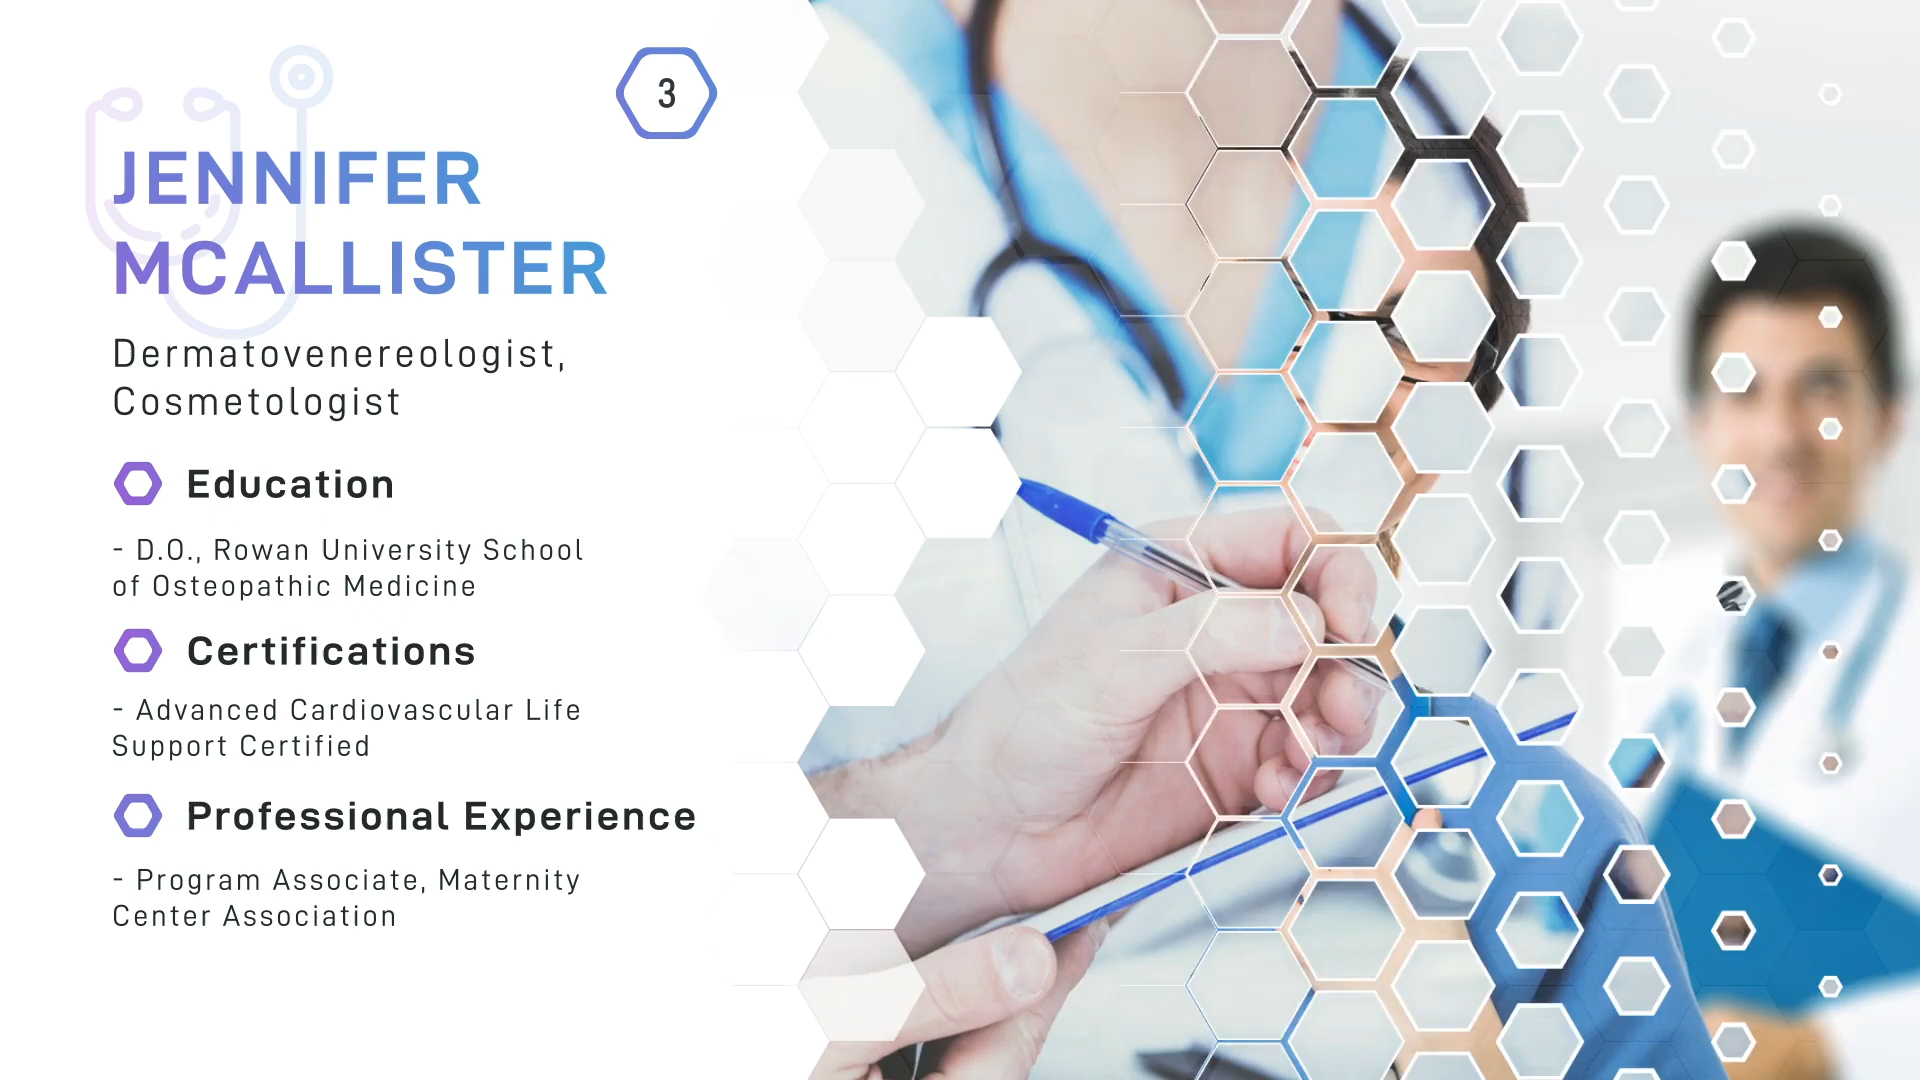 3
JENNIFER
MCALLISTER
Dermatovenereologist,
Cosmetologist
Education
- D.O., Rowan University School
of Osteopathic Medicine
Certifications
- Advanced Cardiovascular Life
Support Certified
Professional Experience
- Program Associate, Maternity
Center Association